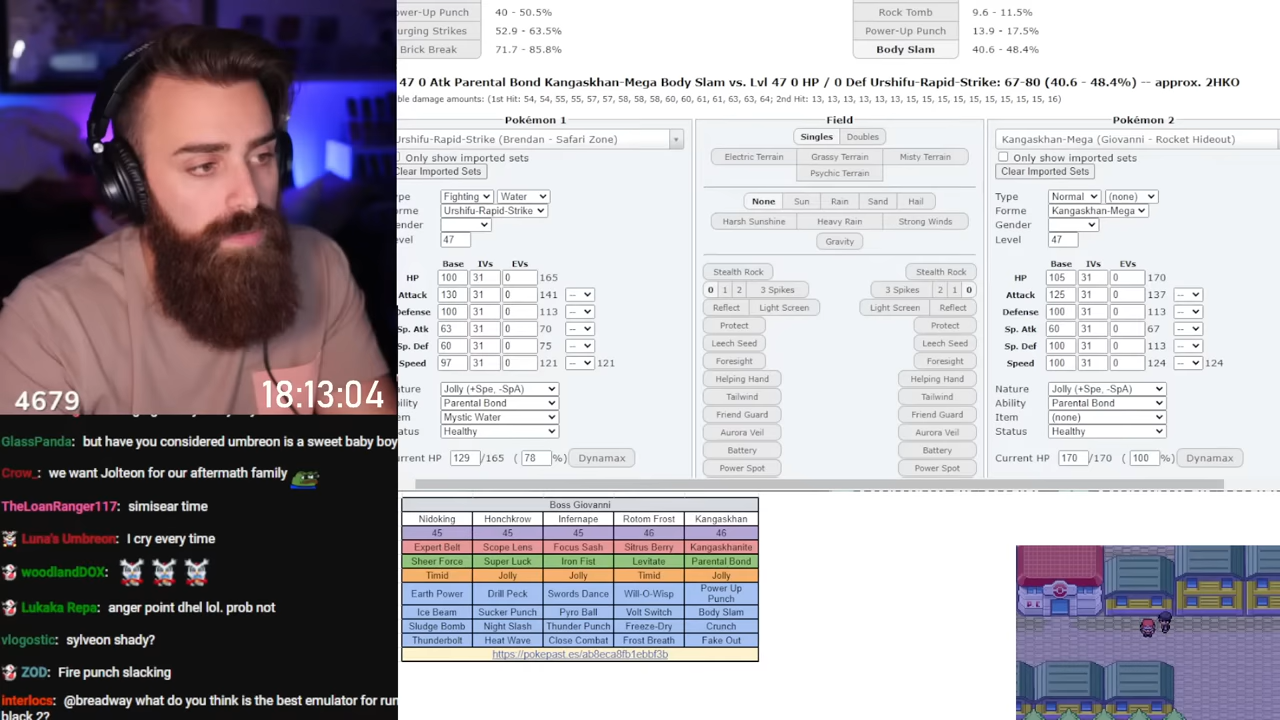 ower-Up Punch 40 - 50.5%
urging Strikes 52.9 - 63.5%
Brick Break 71.7 - 85.8%
Rock Tomb 9.6 - 11.5%
Power-Up Punch 13.9 - 17.5%
Body Slam 40.6 - 48.4%
47 0 Atk Parental Bond Kangaskhan-Mega Body Slam vs. Lvl 47 0 HP / 0 Def Urshifu-Rapid-Strike: 67-80 (40.6 - 48.4%) -- approx. 2HKO
ble damage amounts: (1st Hit: 54, 54, 55, 55, 57, 57, 58, 58, 58, 60, 60, 61, 61, 63, 63, 64; 2nd Hit: 13, 13, 13, 13, 13, 13, 15, 15, 15, 15, 15, 15, 15, 15, 15, 16)
Pokémon 1
Urshifu-Rapid-Strike (Brendan - Safari Zone)
Only show imported sets
Clear Imported Sets
ype Fighting Water
Forme Urshifu-Rapid-Strike
Gender
Level 47
Base IVs EVs
HP 100 31 0 165
Attack 130 31 0 141 --
Defense 100 31 0 113 --
Sp. Atk 63 31 0 70 --
Sp. Def 60 31 0 75 --
Speed 97 31 0 121 -- 121
Nature Jolly (+Spe, -SpA)
Ability Parental Bond
tem Mystic Water
Status Healthy
urrent HP 129 /165 ( 78 %) Dynamax
Field
Singles Doubles
Electric Terrain Grassy Terrain Misty Terrain
Psychic Terrain
None Sun Rain Sand Hail
Harsh Sunshine Heavy Rain Strong Winds
Gravity
Stealth Rock Stealth Rock
0 1 2 3 Spikes 3 Spikes 2 1 0
Reflect Light Screen Light Screen Reflect
Protect Protect
Leech Seed Leech Seed
Foresight Foresight
Helping Hand Helping Hand
Tailwind Tailwind
Friend Guard Friend Guard
Aurora Veil Aurora Veil
Battery Battery
Power Spot Power Spot
Pokémon 2
Kangaskhan-Mega (Giovanni - Rocket Hideout)
Only show imported sets
Clear Imported Sets
Type Normal (none)
Forme Kangaskhan-Mega
Gender
Level 47
Base IVs EVs
HP 105 31 0 170
Attack 125 31 0 137 --
Defense 100 31 0 113 --
Sp. Atk 60 31 0 67 --
Sp. Def 100 31 0 113 --
Speed 100 31 0 124 -- 124
Nature Jolly (+Spe, -SpA)
Ability Parental Bond
Item (none)
Status Healthy
Current HP 170 /170 ( 100 %) Dynamax
4679
18:13:04
GlassPanda: but have you considered umbreon is a sweet baby boy
Crow_: we want Jolteon for our aftermath family
TheLoanRanger117: simisear time
Luna's Umbreon: I cry every time
woodlandDOX:
Lukaka Repa: anger point dhel lol. prob not
vlogostic: sylveon shady?
ZOD: Fire punch slacking
interlocs: @breadway what do you think is the best emulator for run
black 2??
Boss Giovanni
Nidoking Honchkrow Infernape Rotom Frost Kangaskhan
45 45 45 46 46
Expert Belt Scope Lens Focus Sash Sitrus Berry Kangaskhanite
Sheer Force Super Luck Iron Fist Levitate Parental Bond
Timid Jolly Jolly Timid Jolly
Earth Power Drill Peck Swords Dance Will-O-Wisp Power Up Punch
Ice Beam Sucker Punch Pyro Ball Volt Switch Body Slam
Sludge Bomb Night Slash Thunder Punch Freeze-Dry Crunch
Thunderbolt Heat Wave Close Combat Frost Breath Fake Out
https://pokepast.es/ab8eca8fb1ebbf3b
P.C